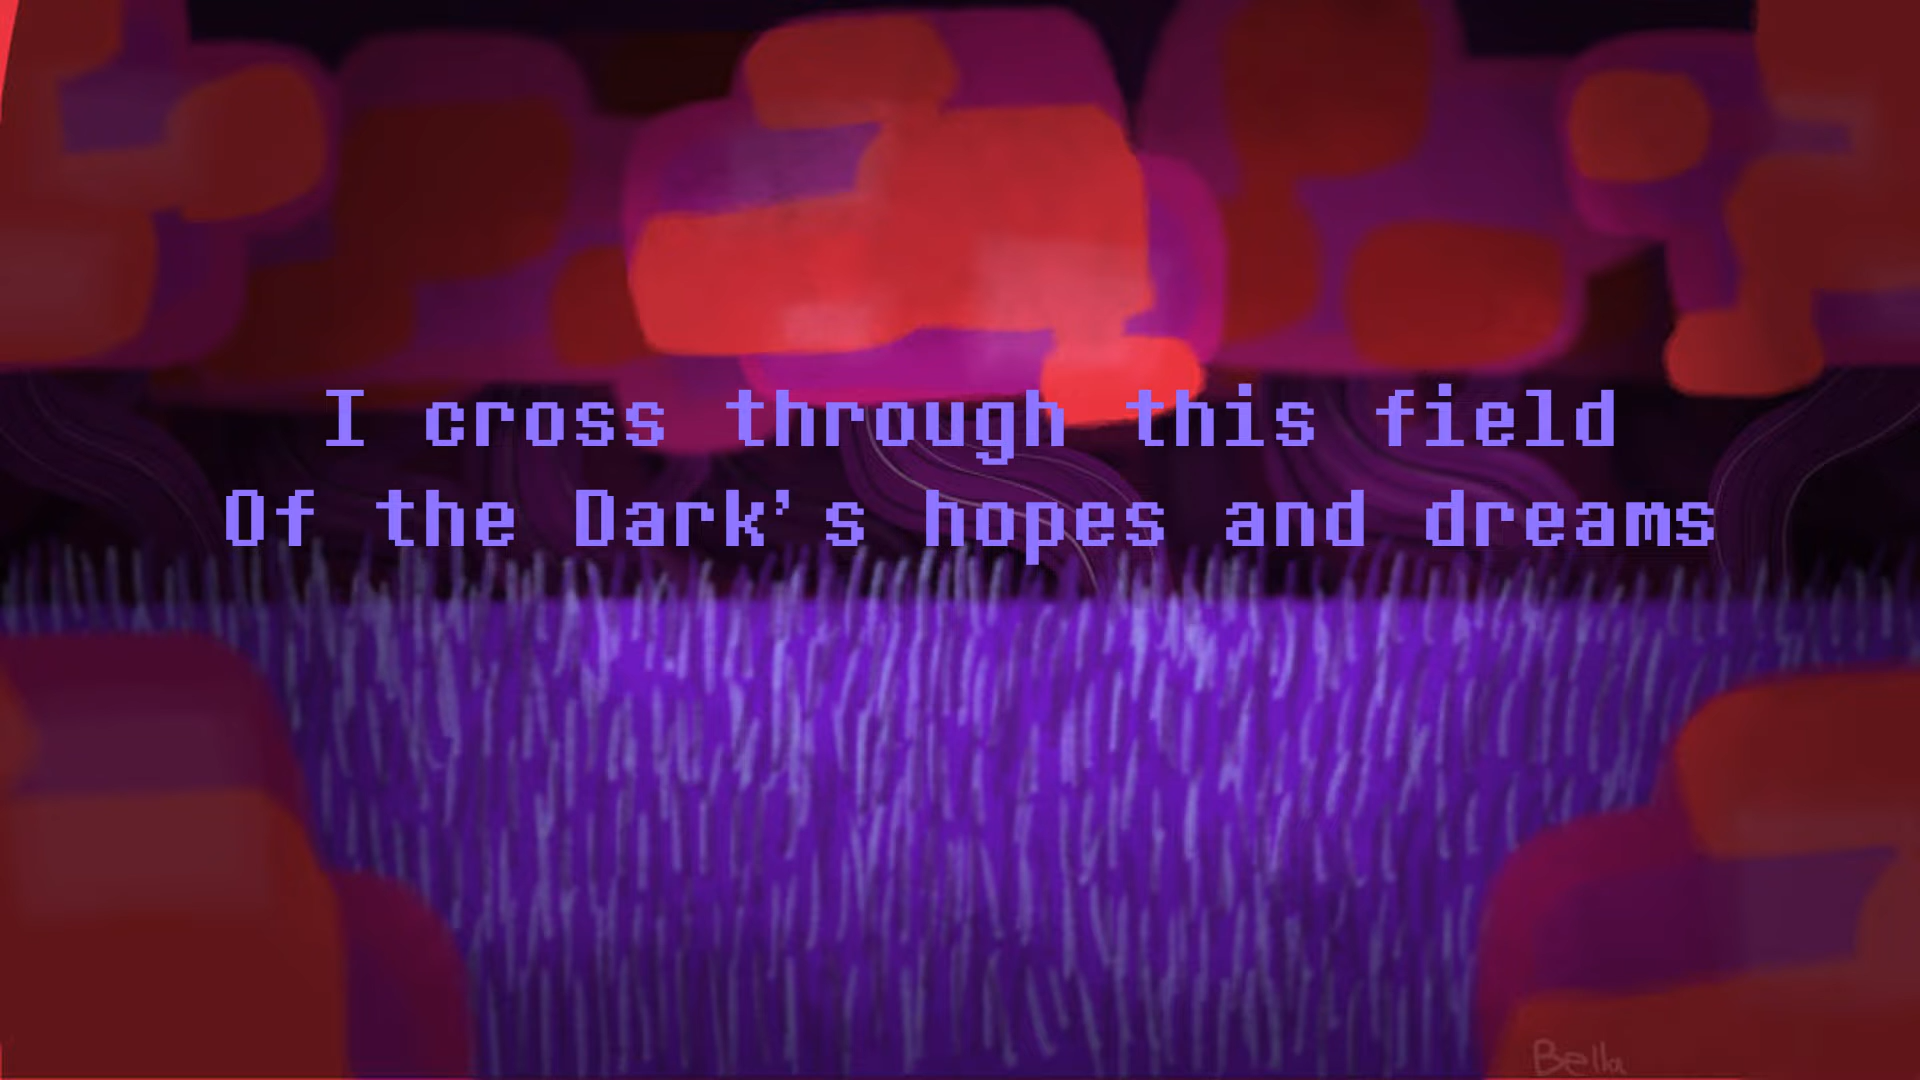 I cross through this field
Of the Dark's hopes and dreams
Bella